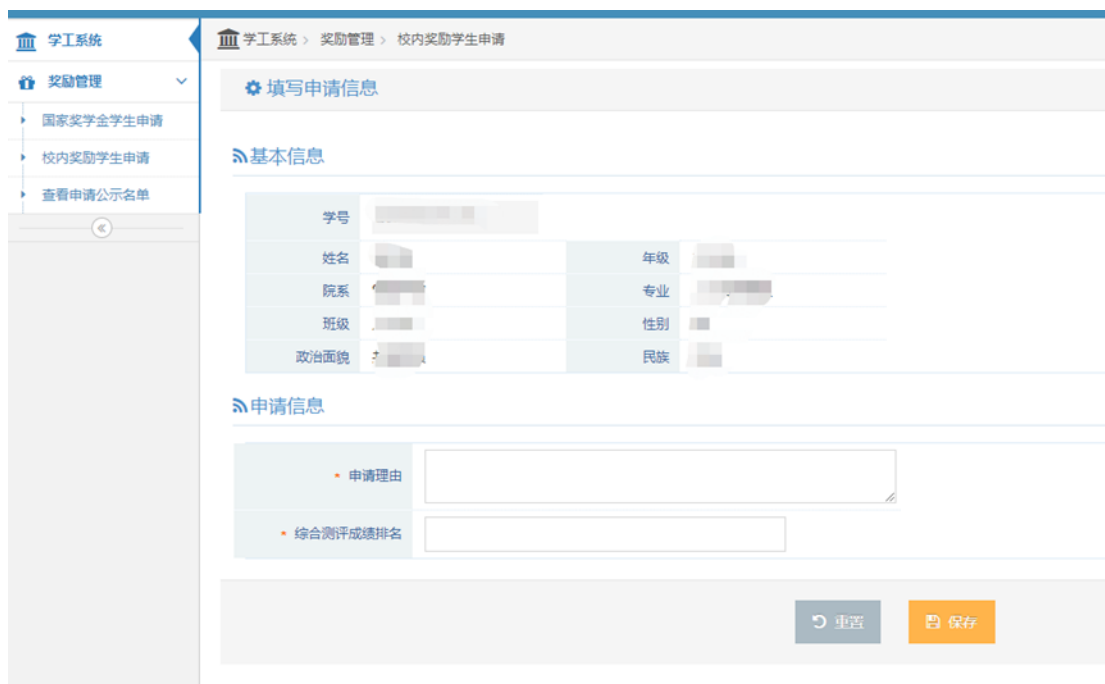 学工系统
学工系统 > 奖励管理 > 校内奖励学生申请
奖励管理
国家奖学金学生申请
校内奖励学生申请
查看申请公示名单
填写申请信息
基本信息
学号
姓名 年级
院系 专业
班级 性别
政治面貌 民族
申请信息
* 申请理由
* 综合测评成绩排名
重置 保存